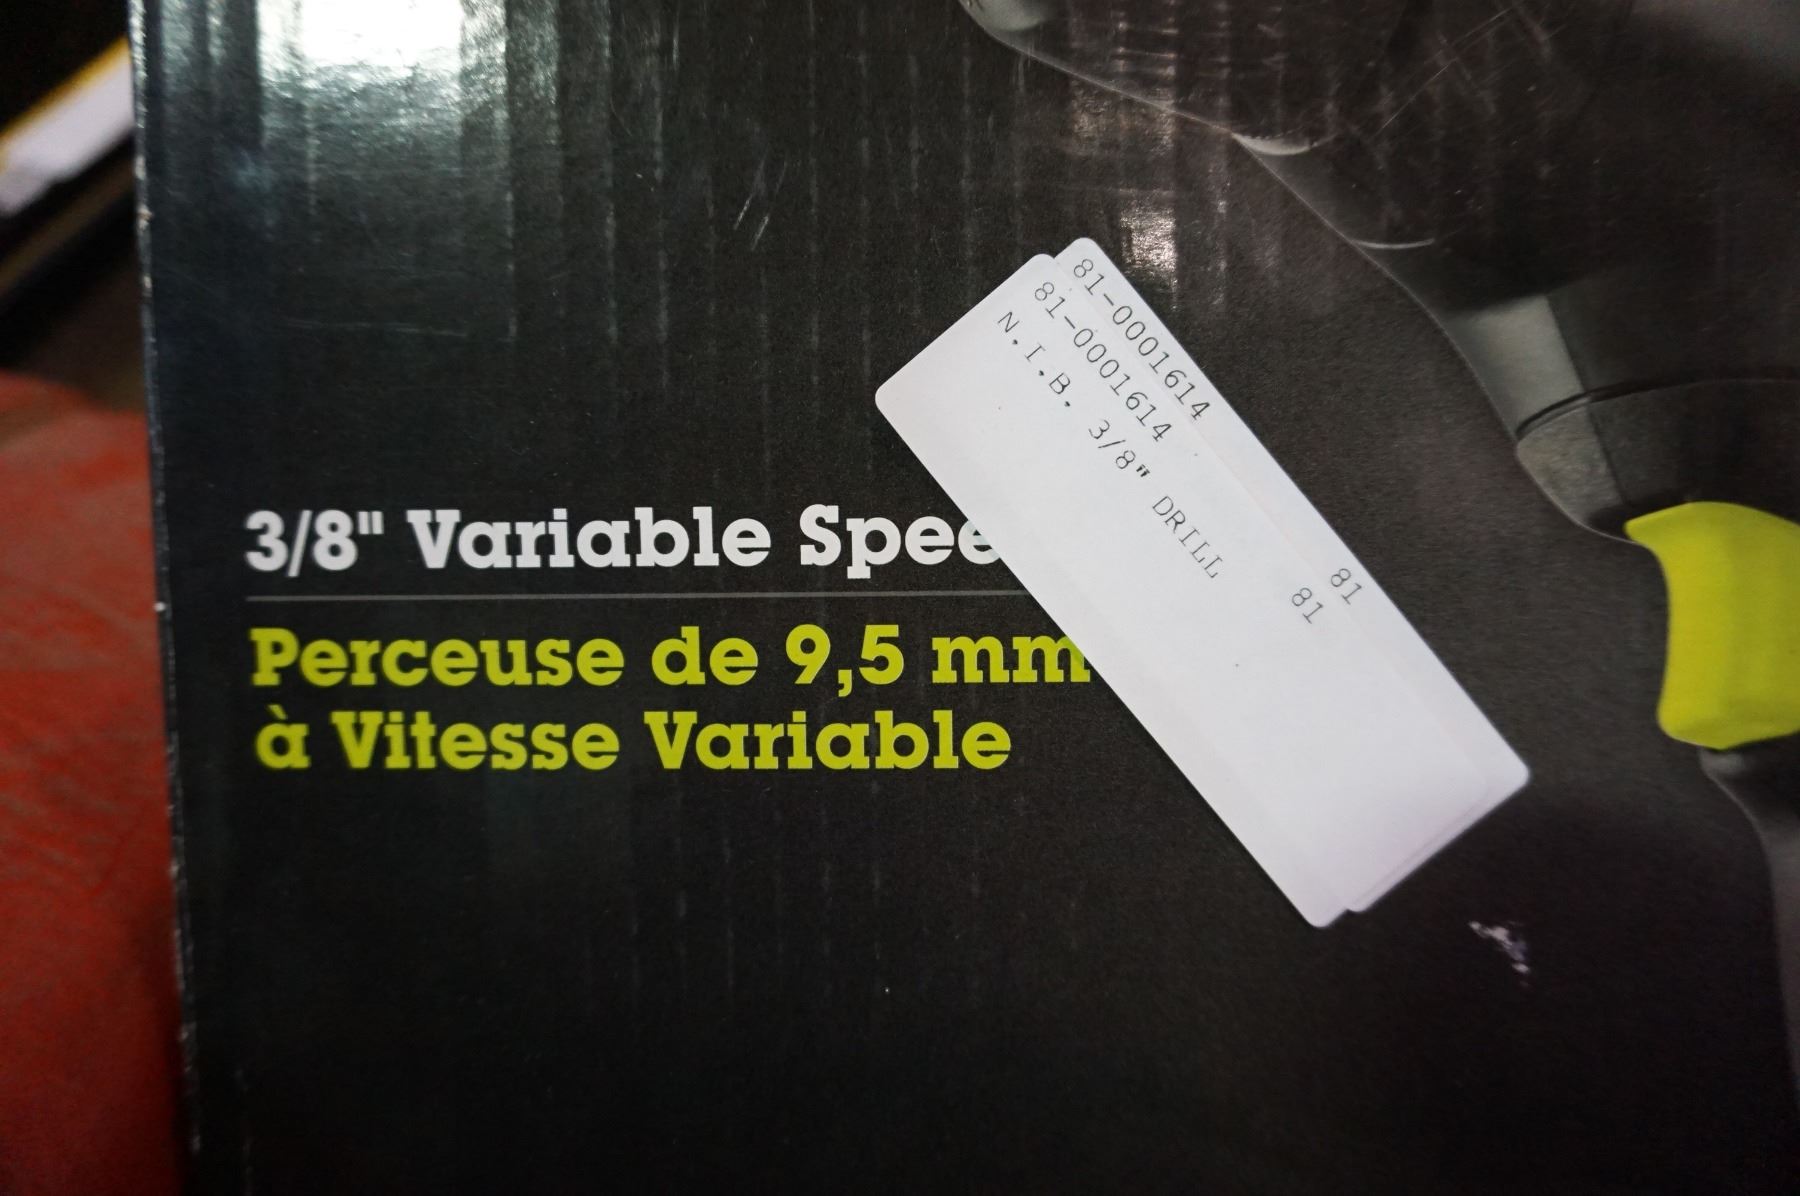 3/8" Variable Spee
Perceuse de 9,5 mm
à Vitesse Variable
81-0001614 81
81-0001614 81
N.I.B. 3/8" DRILL